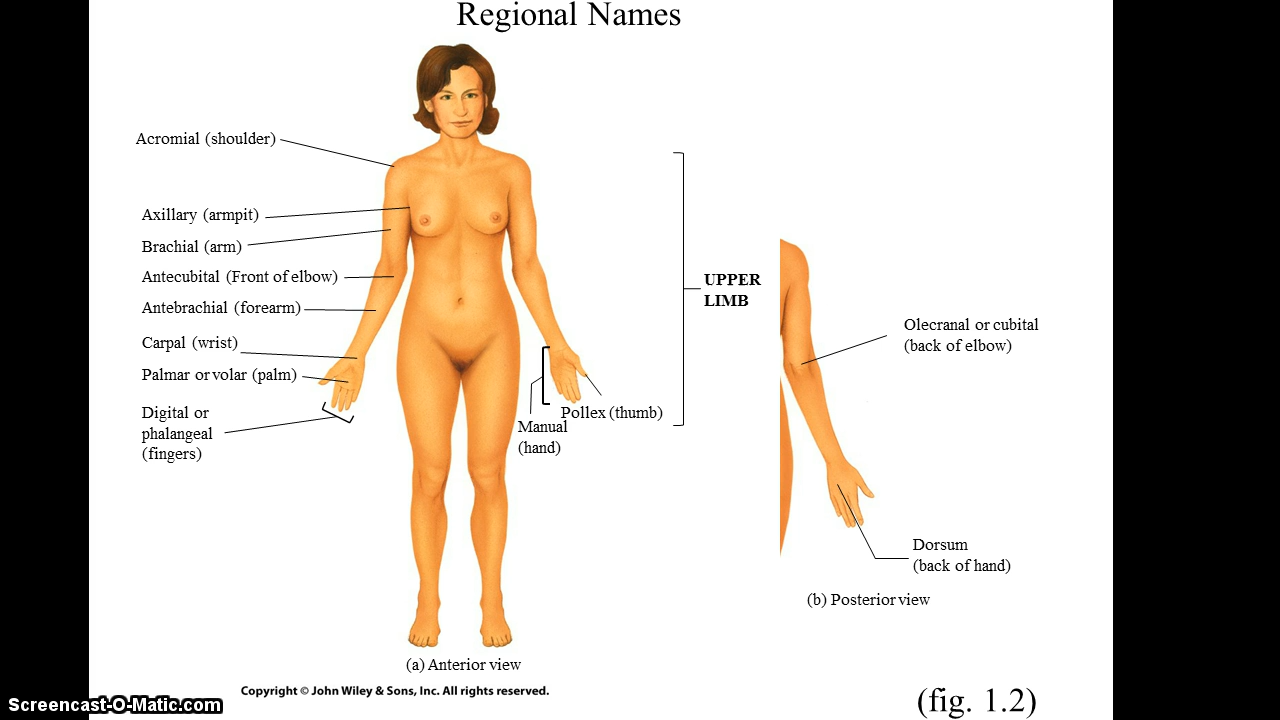 Regional Names
Acromial (shoulder)
Axillary (armpit)
Brachial (arm)
Antecubital (Front of elbow)
Antebrachial (forearm)
Carpal (wrist)
Palmar or volar (palm)
Digital or
phalangeal
(fingers)
Pollex (thumb)
Manual
(hand)
UPPER
LIMB
Olecranal or cubital
(back of elbow)
Dorsum
(back of hand)
(b) Posterior view
(a) Anterior view
Copyright © John Wiley & Sons, Inc. All rights reserved.
(fig. 1.2)
Screencast-O-Matic.com